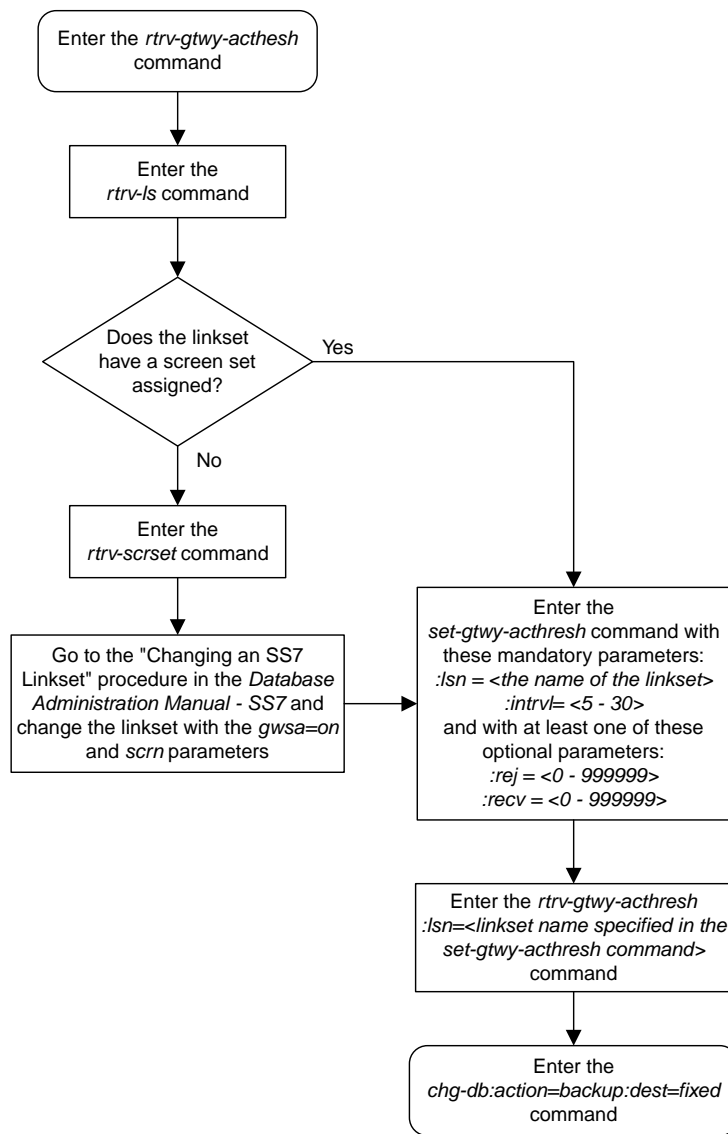 Enter the rtrv-gtwy-acthesh
command
Enter the
rtrv-ls command
Does the linkset
have a screen set
assigned?
Yes
No
Enter the
rtrv-scrset command
Go to the "Changing an SS7
Linkset" procedure in the Database
Administration Manual - SS7 and
change the linkset with the gwsa=on
and scrn parameters
Enter the
set-gtwy-acthresh command with
these mandatory parameters:
:lsn = <the name of the linkset>
:intrvl= <5 - 30>
and with at least one of these
optional parameters:
:rej = <0 - 999999>
:recv = <0 - 999999>
Enter the rtrv-gtwy-acthresh
:lsn=<linkset name specified in the
set-gtwy-acthresh command>
command
Enter the
chg-db:action=backup:dest=fixed
command